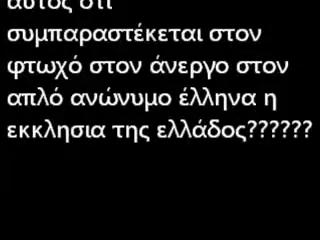 αυτός ότι
συμπαραστέκεται στον
φτωχό στον άνεργο στον
απλό ανώνυμο έλληνα η
εκκλησια της ελλάδος??????